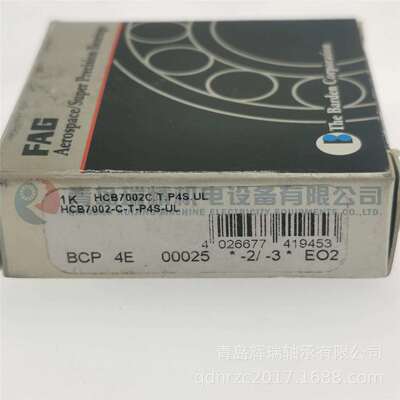 FAG
Aerospace/Super Precision Bearings
The Barden Corporation
1K HCB7002C.T.P4S.UL
HCB7002-C-T-P4S-UL
4 026677 419453
BCP 4E 00025 *-2/-3* EO2
青岛辉瑞轴承有限公司
qdhrzc2017.1688.com